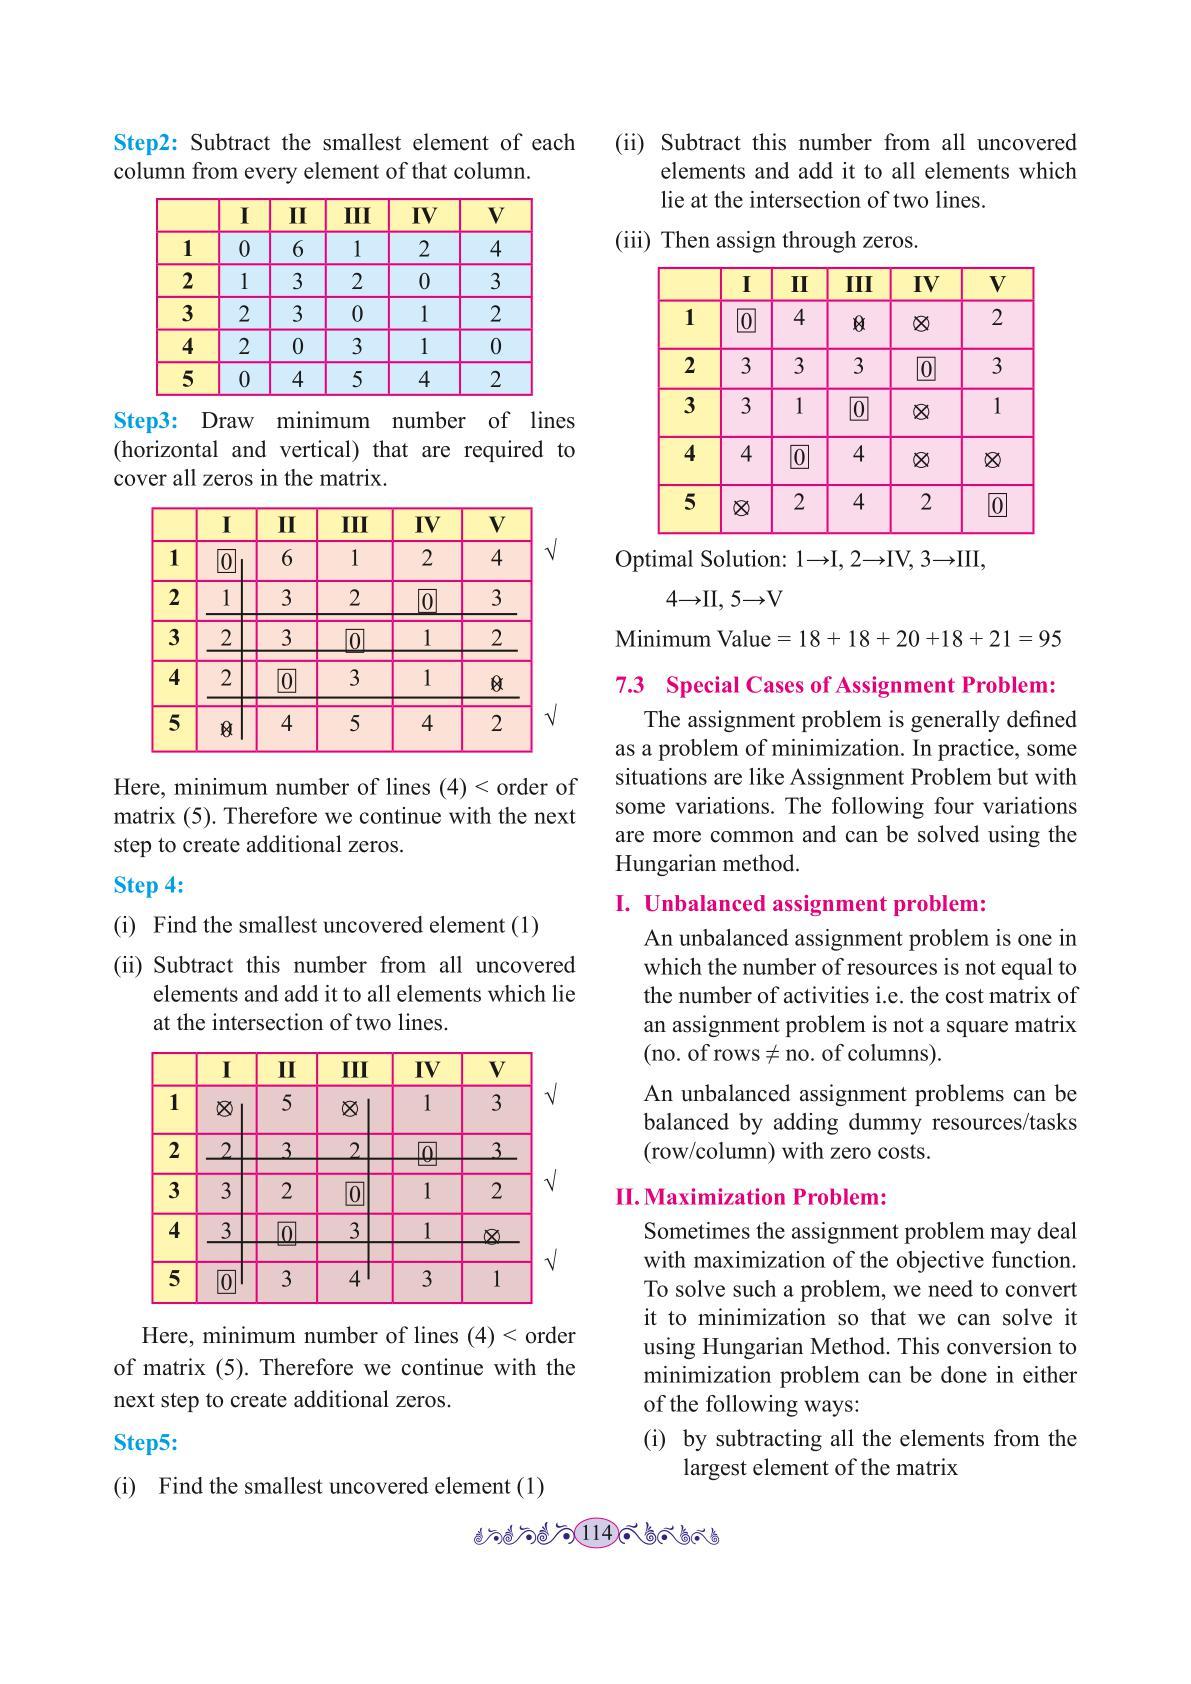 Step2: Subtract the smallest element of each
column from every element of that column.
I II III IV V
1 0 6 1 2 4
2 1 3 2 0 3
3 2 3 0 1 2
4 2 0 3 1 0
5 0 4 5 4 2
Step3: Draw minimum number of lines
(horizontal and vertical) that are required to
cover all zeros in the matrix.
I II III IV V
1 0 6 1 2 4 √
2 1 3 2 0 3
3 2 3 0 1 2
4 2 0 3 1 0
5 0 4 5 4 2 √
Here, minimum number of lines (4) < order of
matrix (5). Therefore we continue with the next
step to create additional zeros.
Step 4:
(i) Find the smallest uncovered element (1)
(ii) Subtract this number from all uncovered
elements and add it to all elements which lie
at the intersection of two lines.
I II III IV V
1 ⊗ 5 ⊗ 1 3 √
2 2 3 2 0 3
3 3 2 0 1 2 √
4 3 0 3 1 ⊗
5 0 3 4 3 1 √
Here, minimum number of lines (4) < order
of matrix (5). Therefore we continue with the
next step to create additional zeros.
Step5:
(i) Find the smallest uncovered element (1)
(ii) Subtract this number from all uncovered
elements and add it to all elements which
lie at the intersection of two lines.
(iii) Then assign through zeros.
I II III IV V
1 0 4 0 ⊗ 2
2 3 3 3 0 3
3 3 1 0 ⊗ 1
4 4 0 4 ⊗ ⊗
5 ⊗ 2 4 2 0
Optimal Solution: 1→I, 2→IV, 3→III,
4→II, 5→V
Minimum Value = 18 + 18 + 20 +18 + 21 = 95
7.3 Special Cases of Assignment Problem:
The assignment problem is generally defined
as a problem of minimization. In practice, some
situations are like Assignment Problem but with
some variations. The following four variations
are more common and can be solved using the
Hungarian method.
I. Unbalanced assignment problem:
An unbalanced assignment problem is one in
which the number of resources is not equal to
the number of activities i.e. the cost matrix of
an assignment problem is not a square matrix
(no. of rows ≠ no. of columns).
An unbalanced assignment problems can be
balanced by adding dummy resources/tasks
(row/column) with zero costs.
II. Maximization Problem:
Sometimes the assignment problem may deal
with maximization of the objective function.
To solve such a problem, we need to convert
it to minimization so that we can solve it
using Hungarian Method. This conversion to
minimization problem can be done in either
of the following ways:
(i) by subtracting all the elements from the
largest element of the matrix
114